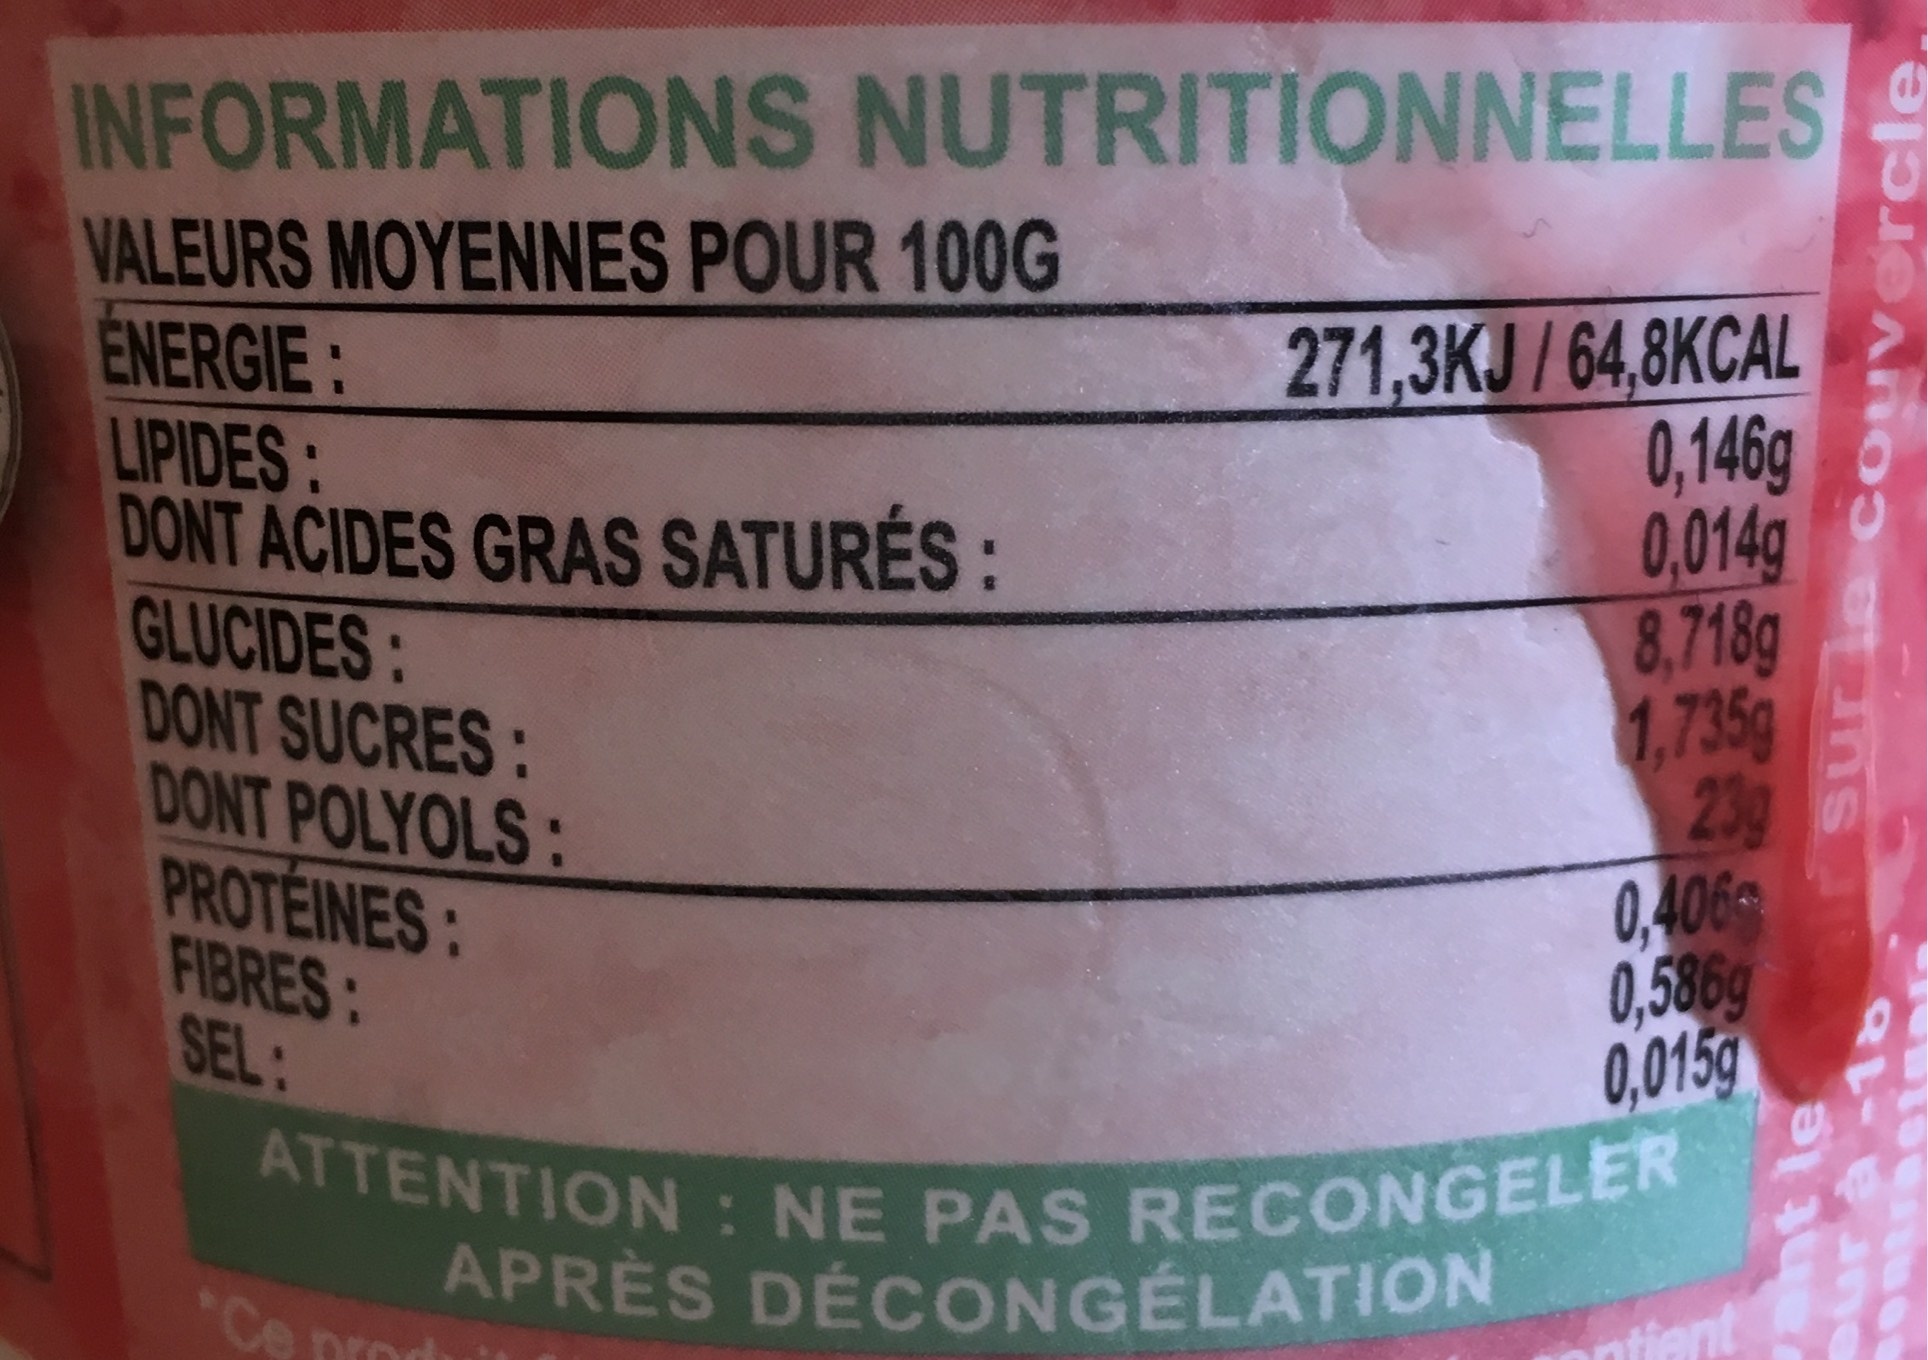 INFORMATIONS NUTRITIONNELLES
VALEURS MOYENNES POUR 100G
ÉNERGIE : 271,3KJ / 64,8KCAL
LIPIDES : 0,146g
DONT ACIDES GRAS SATURÉS : 0,014g
GLUCIDES : 8,718g
DONT SUCRES : 1,735g
DONT POLYOLS : 23g
PROTÉINES : 0,406g
FIBRES : 0,586g
SEL : 0,015g
ATTENTION : NE PAS RECONGELER
APRÈS DÉCONGÉLATION
*Ce
sur le couvercle.